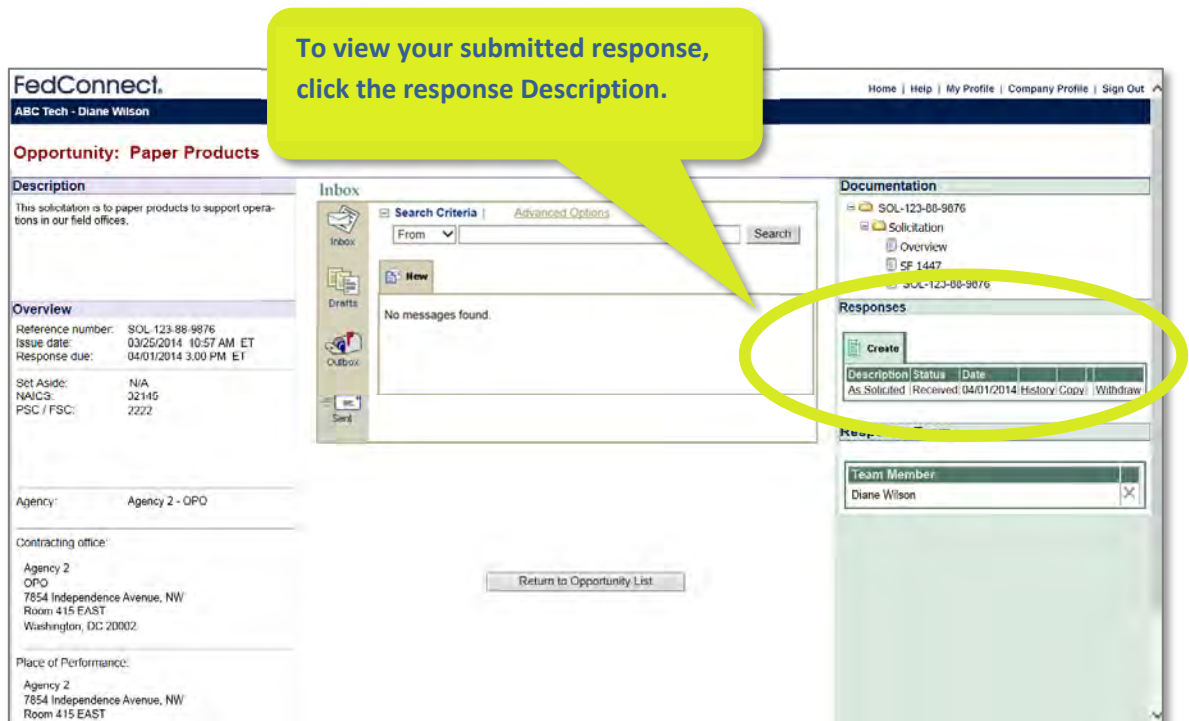 To view your submitted response,
click the response Description.
FedConnect.
Home | Help | My Profile | Company Profile | Sign Out
ABC Tech - Diane Wilson
Opportunity: Paper Products
Description
This solicitation is to paper products to support opera-
tions in our field offices.
Overview
Reference number: SOL-123-88-9876
Issue date: 03/25/2014 10:57 AM ET
Response due: 04/01/2014 3:00 PM ET
Set Aside: N/A
NAICS: 32145
PSC / FSC: 2222
Agency: Agency 2 - OPO
Contracting office:
Agency 2
OPO
7854 Independence Avenue, NW
Room 415 EAST
Washington, DC 20002
Place of Performance:
Agency 2
7854 Independence Avenue, NW
Room 415 EAST
Inbox
Inbox
Drafts
Outbox
Sent
Search Criteria | Advanced Options
From Search
New
No messages found.
Return to Opportunity List
Documentation
SOL-123-88-9876
Solicitation
Overview
SF 1447
SOL-123-88-9876
Responses
Create
Description Status Date
As Solicited Received 04/01/2014 History Copy Withdraw
Team Member
Diane Wilson